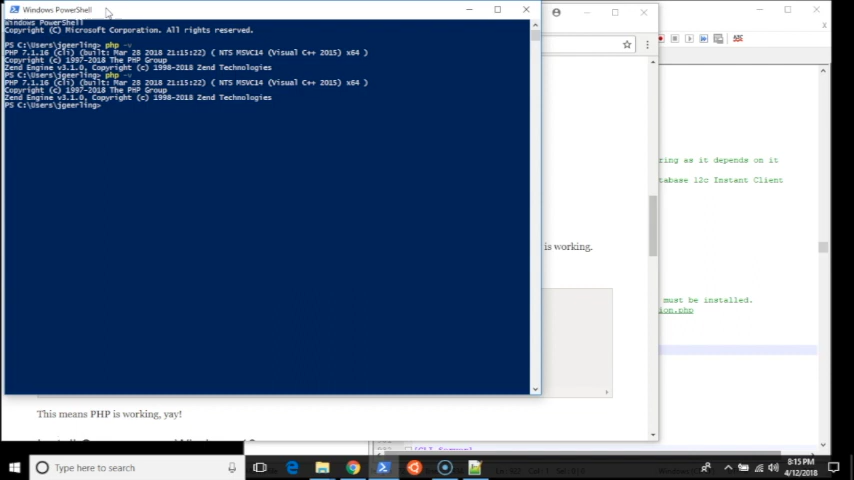 Windows PowerShell
Windows PowerShell
Copyright (C) Microsoft Corporation. All rights reserved.
PS C:\Users\jgeerling> php -v
PHP 7.1.16 (cli) (built: Mar 28 2018 21:15:22) ( NTS MSVC14 (Visual C++ 2015) x64 )
Copyright (c) 1997-2018 The PHP Group
Zend Engine v3.1.0, Copyright (c) 1998-2018 Zend Technologies
PS C:\Users\jgeerling> php -v
PHP 7.1.16 (cli) (built: Mar 28 2018 21:15:22) ( NTS MSVC14 (Visual C++ 2015) x64 )
Copyright (c) 1997-2018 The PHP Group
Zend Engine v3.1.0, Copyright (c) 1998-2018 Zend Technologies
PS C:\Users\jgeerling>
ring as it depends on it
tabase 12c Instant Client
is working.
must be installed.
ion.php
This means PHP is working, yay!
Type here to search
8:15 PM
4/12/2018